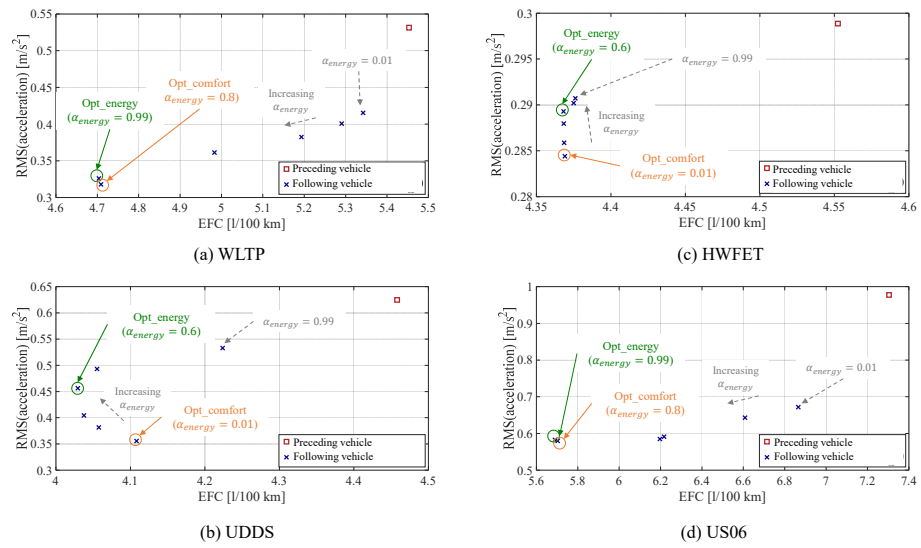 0.55
0.5
0.45
0.4
0.35
0.3
RMS(acceleration) [m/s²]
4.6 4.7 4.8 4.9 5 5.1 5.2 5.3 5.4 5.5
EFC [l/100 km]
Opt_energy
(α_energy = 0.99)
Opt_comfort
(α_energy = 0.8)
Increasing
α_energy
α_energy = 0.01
Preceding vehicle
Following vehicle
(a) WLTP
0.3
0.295
0.29
0.285
0.28
RMS(acceleration) [m/s²]
4.35 4.4 4.45 4.5 4.55 4.6
EFC [l/100 km]
Opt_energy
(α_energy = 0.6)
α_energy = 0.99
Increasing
α_energy
Opt_comfort
(α_energy = 0.01)
Preceding vehicle
Following vehicle
(c) HWFET
0.65
0.6
0.55
0.5
0.45
0.4
0.35
0.3
RMS(acceleration) [m/s²]
4 4.1 4.2 4.3 4.4 4.5
EFC [l/100 km]
Opt_energy
(α_energy = 0.6)
α_energy = 0.99
Increasing
α_energy
Opt_comfort
(α_energy = 0.01)
Preceding vehicle
Following vehicle
(b) UDDS
1
0.9
0.8
0.7
0.6
0.5
RMS(acceleration) [m/s²]
5.6 5.8 6 6.2 6.4 6.6 6.8 7 7.2 7.4
EFC [l/100 km]
Opt_energy
(α_energy = 0.99)
Opt_comfort
(α_energy = 0.8)
Increasing
α_energy
α_energy = 0.01
Preceding vehicle
Following vehicle
(d) US06